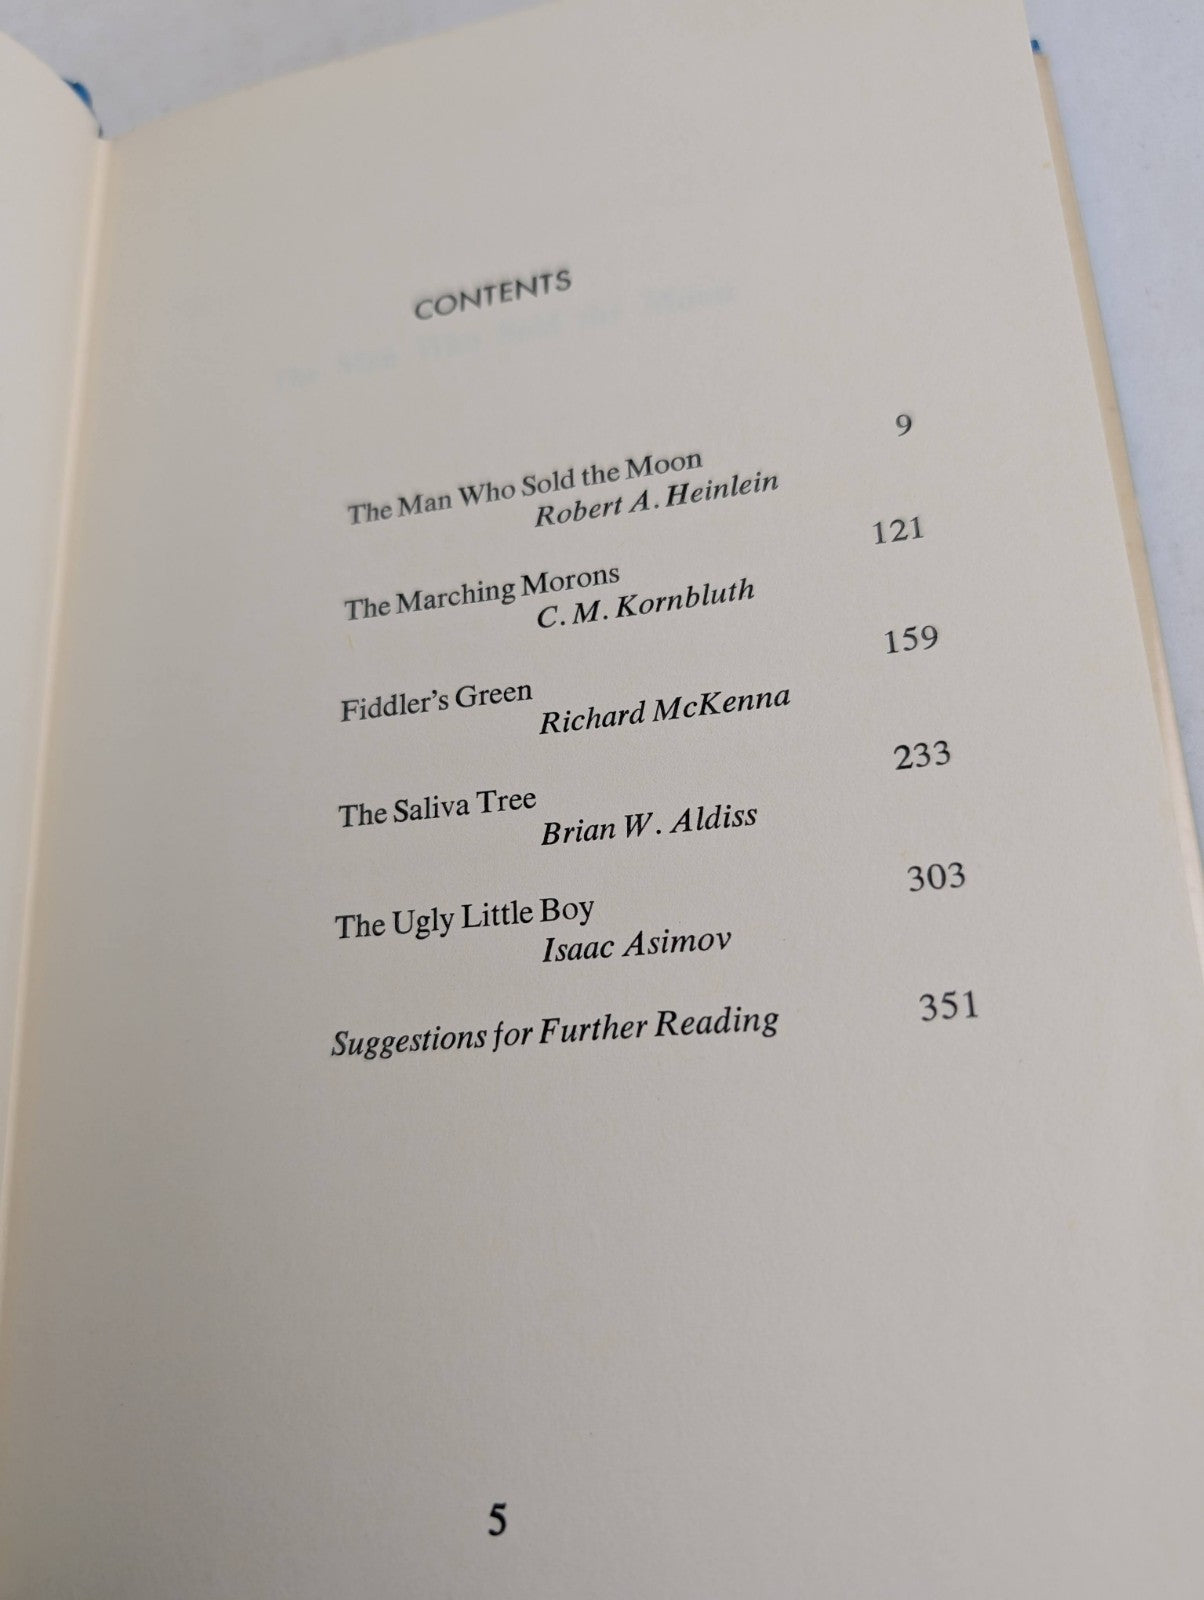 CONTENTS
The Man Who Sold the Moon 9
Robert A. Heinlein
The Marching Morons 121
C. M. Kornbluth
Fiddler's Green 159
Richard McKenna
The Saliva Tree 233
Brian W. Aldiss
The Ugly Little Boy 303
Isaac Asimov
Suggestions for Further Reading 351
5